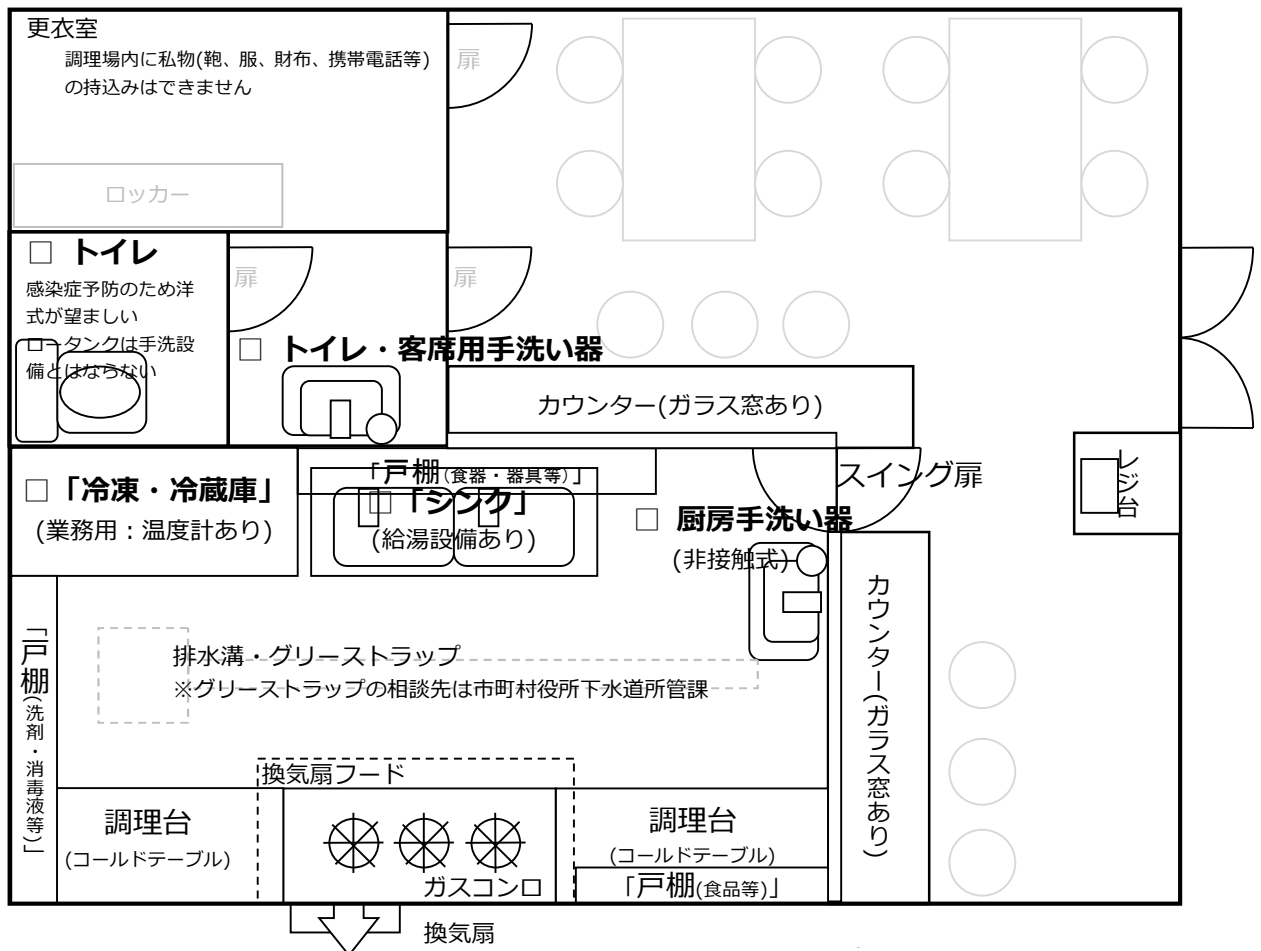 更衣室
調理場内に私物(鞄、服、財布、携帯電話等)
の持込みはできません
扉
ロッカー
□ トイレ
感染症予防のため洋
式が望ましい
ロータンクは手洗設
備とはならない
扉
扉
□ トイレ・客席用手洗い器
カウンター(ガラス窓あり)
「戸棚(食器・器具等)」
スイング扉
レジ台
□「冷凍・冷蔵庫」
(業務用：温度計あり)
□「シンク」
(給湯設備あり)
□ 厨房手洗い器
(非接触式)
カウンター(ガラス窓あり)
「戸棚(洗剤・消毒液等)」
排水溝・グリーストラップ
※グリーストラップの相談先は市町村役所下水道所管課
換気扇フード
調理台
(コールドテーブル)
ガスコンロ
調理台
(コールドテーブル)
「戸棚(食品等)」
換気扇